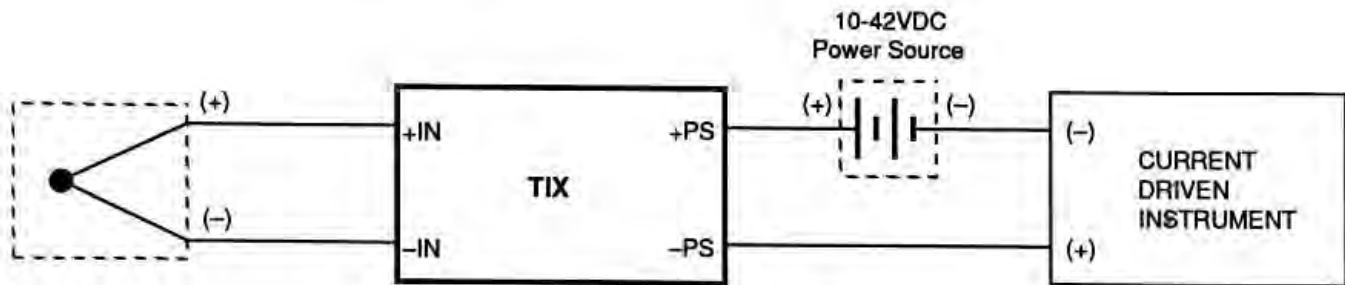 10-42VDC
Power Source
(+)
+IN
+PS
(+)
(–)
(–)
TIX
CURRENT
DRIVEN
INSTRUMENT
(–)
–IN
–PS
(+)